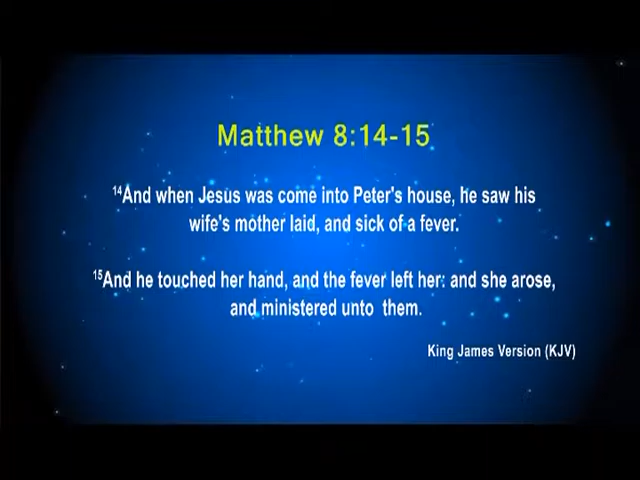 Matthew 8:14-15
14And when Jesus was come into Peter's house, he saw his
wife's mother laid, and sick of a fever.
15And he touched her hand, and the fever left her: and she arose,
and ministered unto them.
King James Version (KJV)